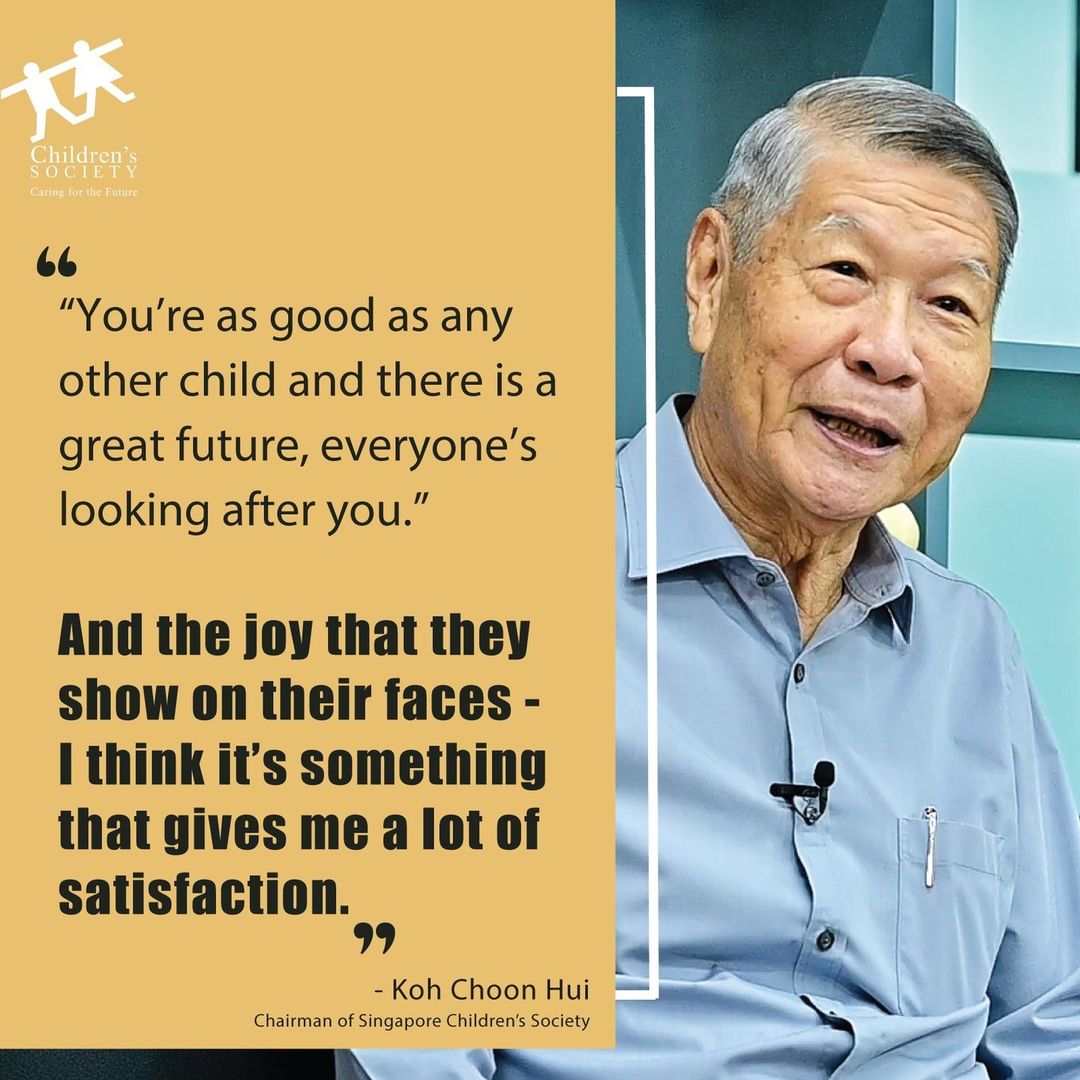 Children's
SOCIETY
Caring for the Future
“
“You’re as good as any
other child and there is a
great future, everyone’s
looking after you.”
And the joy that they
show on their faces -
I think it’s something
that gives me a lot of
satisfaction.
”
- Koh Choon Hui
Chairman of Singapore Children’s Society